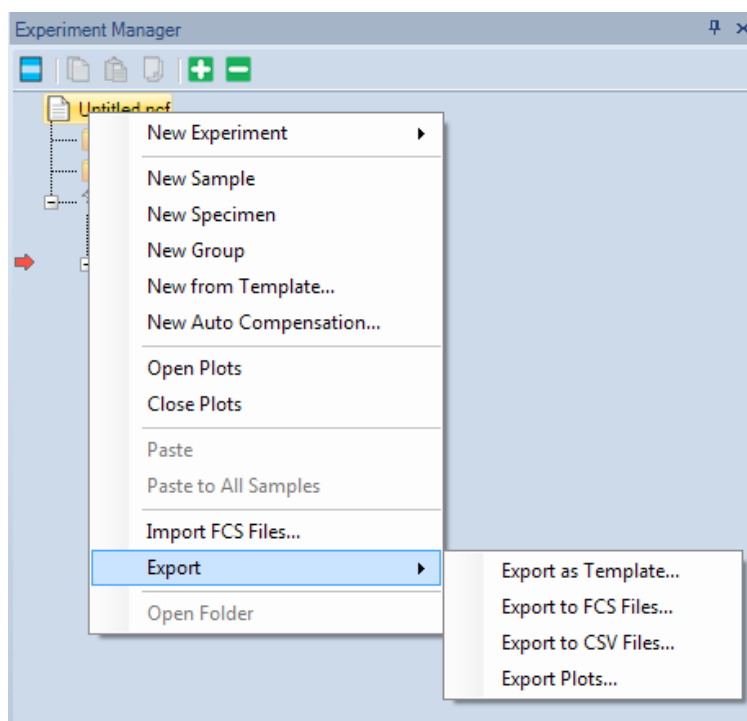 Experiment Manager
Untitled.ncf
New Experiment
New Sample
New Specimen
New Group
New from Template...
New Auto Compensation...
Open Plots
Close Plots
Paste
Paste to All Samples
Import FCS Files...
Export
Open Folder
Export as Template...
Export to FCS Files...
Export to CSV Files...
Export Plots...